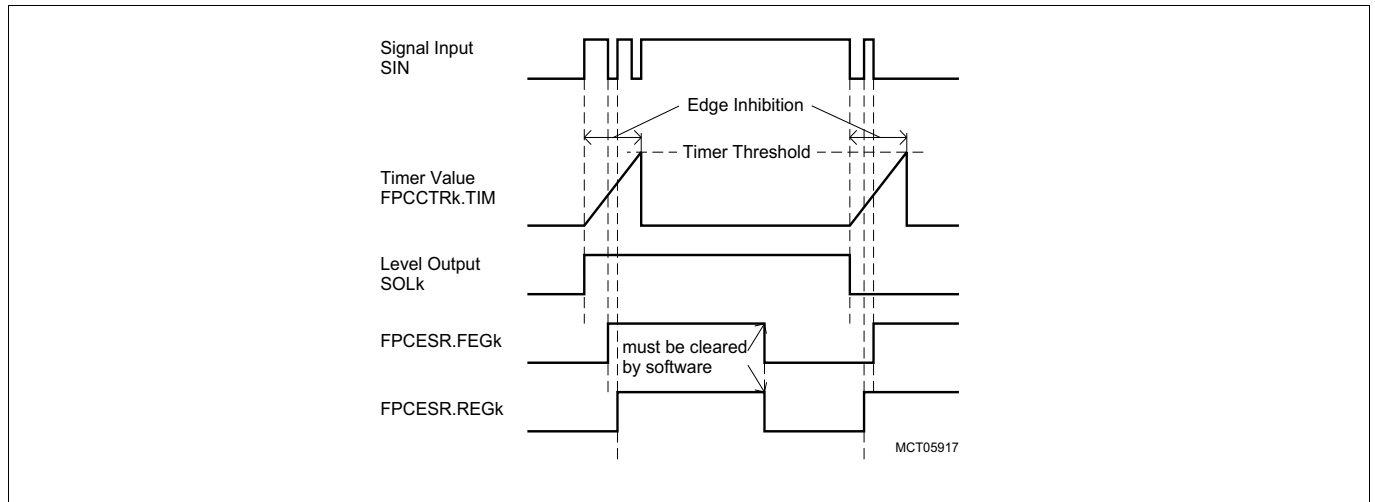 Signal Input
SIN
Edge Inhibition
Timer Threshold
Timer Value
FPCCTRk.TIM
Level Output
SOLk
FPCESR.FEGk
must be cleared
by software
FPCESR.REGk
MCT05917